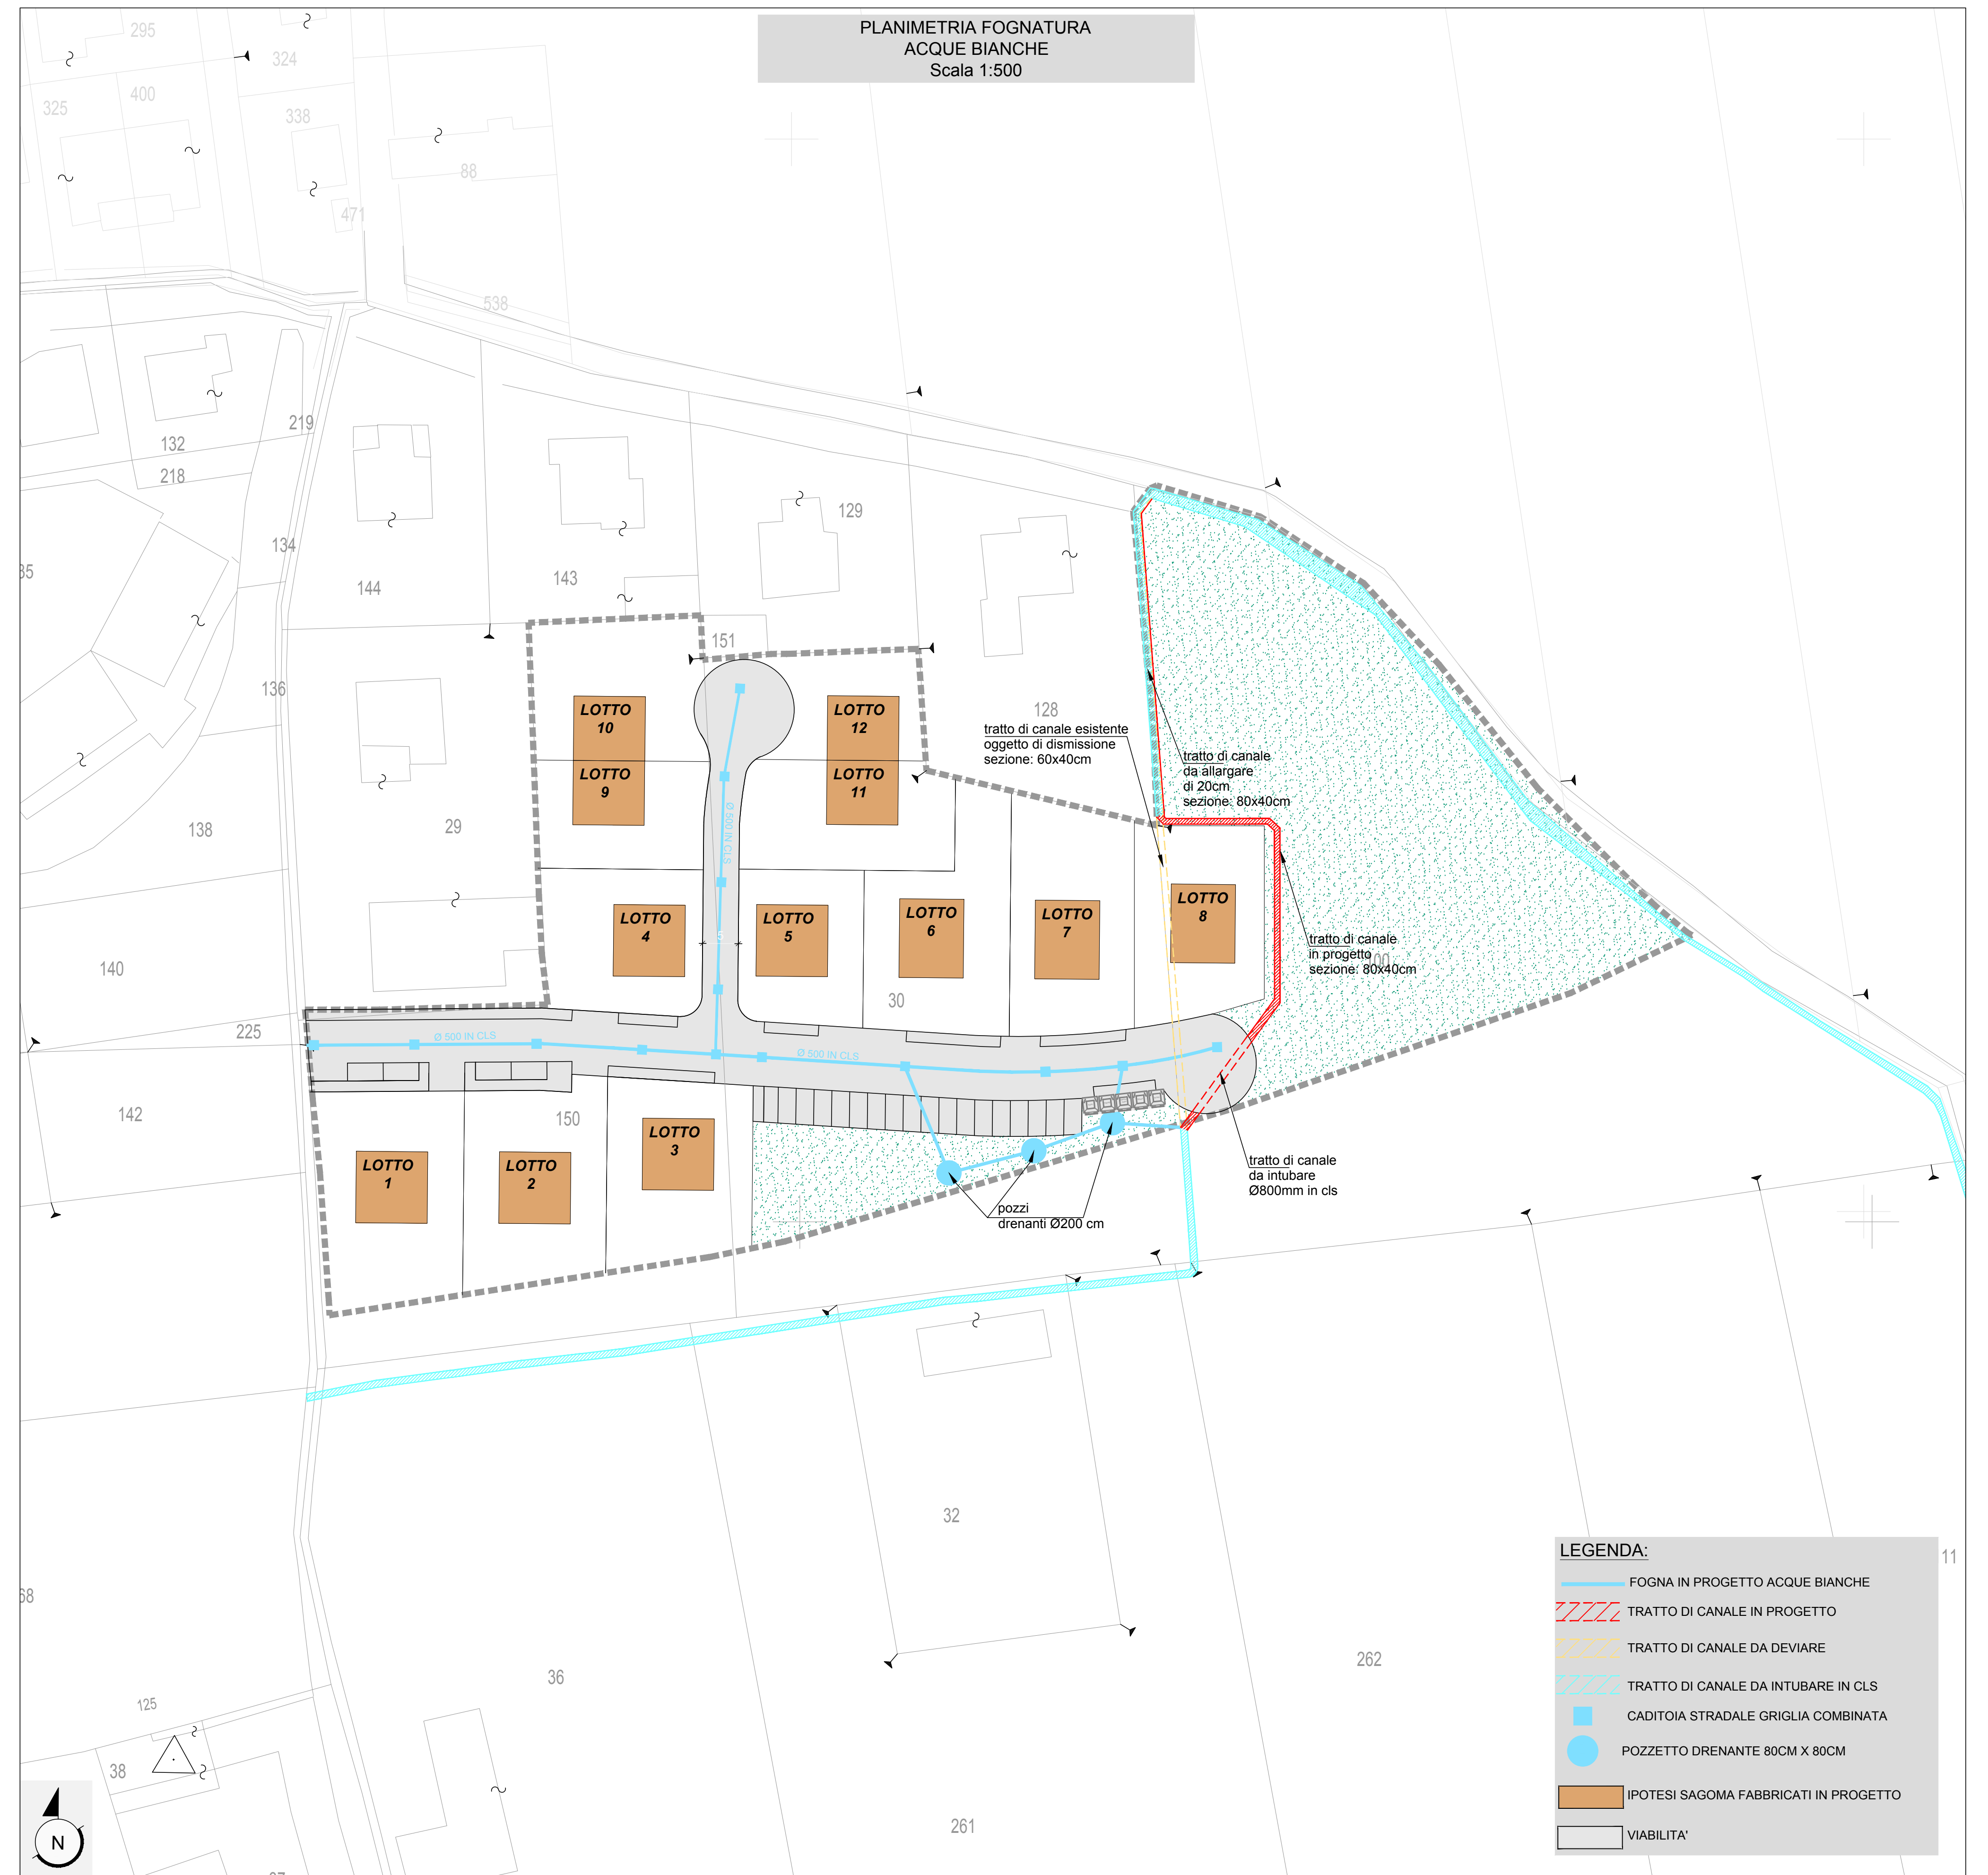 PLANIMETRIA FOGNATURA
ACQUE BIANCHE
Scala 1:500
295
324
325
400
338
88
471
538
219
132
218
134
129
144
143
151
136
128
138
29
140
225
142
30
150
100
LOTTO
10
LOTTO
9
LOTTO
12
LOTTO
11
LOTTO
4
LOTTO
5
LOTTO
6
LOTTO
7
LOTTO
8
LOTTO
1
LOTTO
2
LOTTO
3
tratto di canale esistente
oggetto di dismissione
sezione: 60x40cm
tratto di canale
da allargare
di 20cm
sezione: 80x40cm
tratto di canale
in progetto
sezione: 80x40cm
Ø 500 IN CLS
Ø 500 IN CLS
Ø 500 IN CLS
5
tratto di canale
da intubare
Ø800mm in cls
pozzi
drenanti Ø200 cm
32
36
262
261
125
38
11
N
LEGENDA:
FOGNA IN PROGETTO ACQUE BIANCHE
TRATTO DI CANALE IN PROGETTO
TRATTO DI CANALE DA DEVIARE
TRATTO DI CANALE DA INTUBARE IN CLS
CADITOIA STRADALE GRIGLIA COMBINATA
POZZETTO DRENANTE 80CM X 80CM
IPOTESI SAGOMA FABBRICATI IN PROGETTO
VIABILITA'